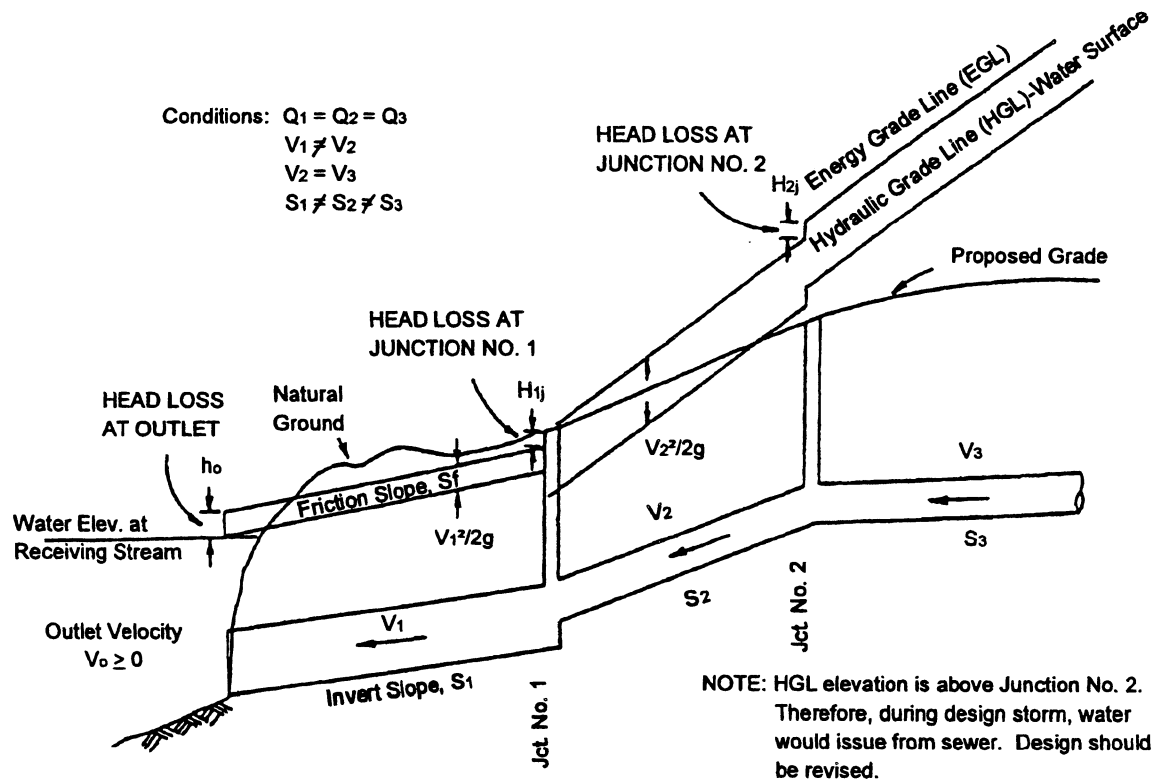 Conditions: Q1 = Q2 = Q3
V1 ≠ V2
V2 = V3
S1 ≠ S2 ≠ S3
HEAD LOSS AT
JUNCTION NO. 2
H2j
Energy Grade Line (EGL)
Hydraulic Grade Line (HGL)-Water Surface
Proposed Grade
HEAD LOSS AT
JUNCTION NO. 1
H1j
Natural
Ground
HEAD LOSS
AT OUTLET
ho
Friction Slope, Sf
V1²/2g
V2²/2g
Water Elev. at
Receiving Stream
V3
V2
S3
S2
Jct. No. 2
V1
Outlet Velocity
Vo ≥ 0
Invert Slope, S1
Jct. No. 1
NOTE: HGL elevation is above Junction No. 2.
Therefore, during design storm, water
would issue from sewer. Design should
be revised.